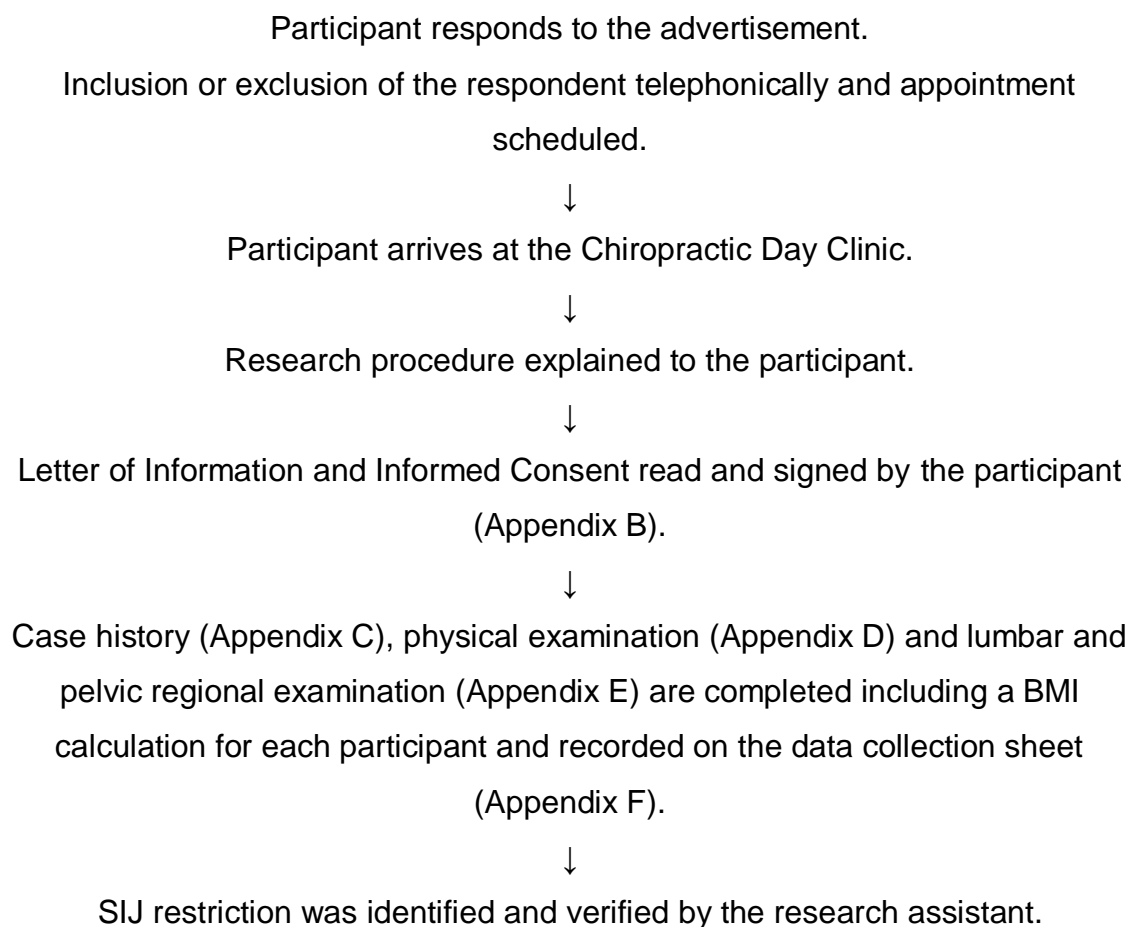 Participant responds to the advertisement.
Inclusion or exclusion of the respondent telephonically and appointment
scheduled.
↓
Participant arrives at the Chiropractic Day Clinic.
↓
Research procedure explained to the participant.
↓
Letter of Information and Informed Consent read and signed by the participant
(Appendix B).
↓
Case history (Appendix C), physical examination (Appendix D) and lumbar and
pelvic regional examination (Appendix E) are completed including a BMI
calculation for each participant and recorded on the data collection sheet
(Appendix F).
↓
SIJ restriction was identified and verified by the research assistant.